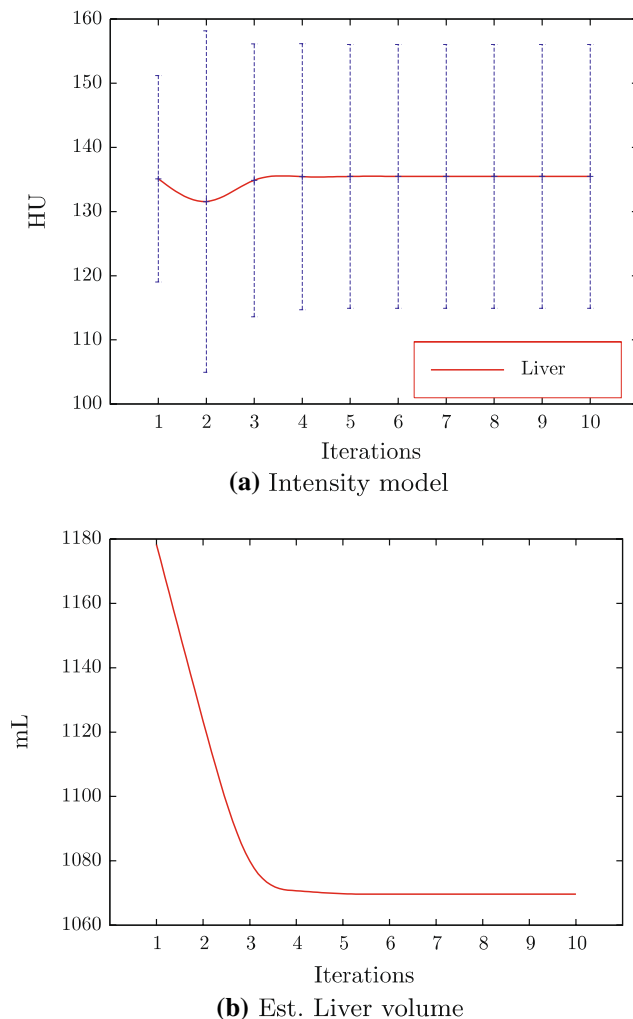 160
150
140
130
120
110
100
HU
Liver
1 2 3 4 5 6 7 8 9 10
Iterations
(a) Intensity model
1180
1160
1140
1120
1100
1080
1060
mL
1 2 3 4 5 6 7 8 9 10
Iterations
(b) Est. Liver volume